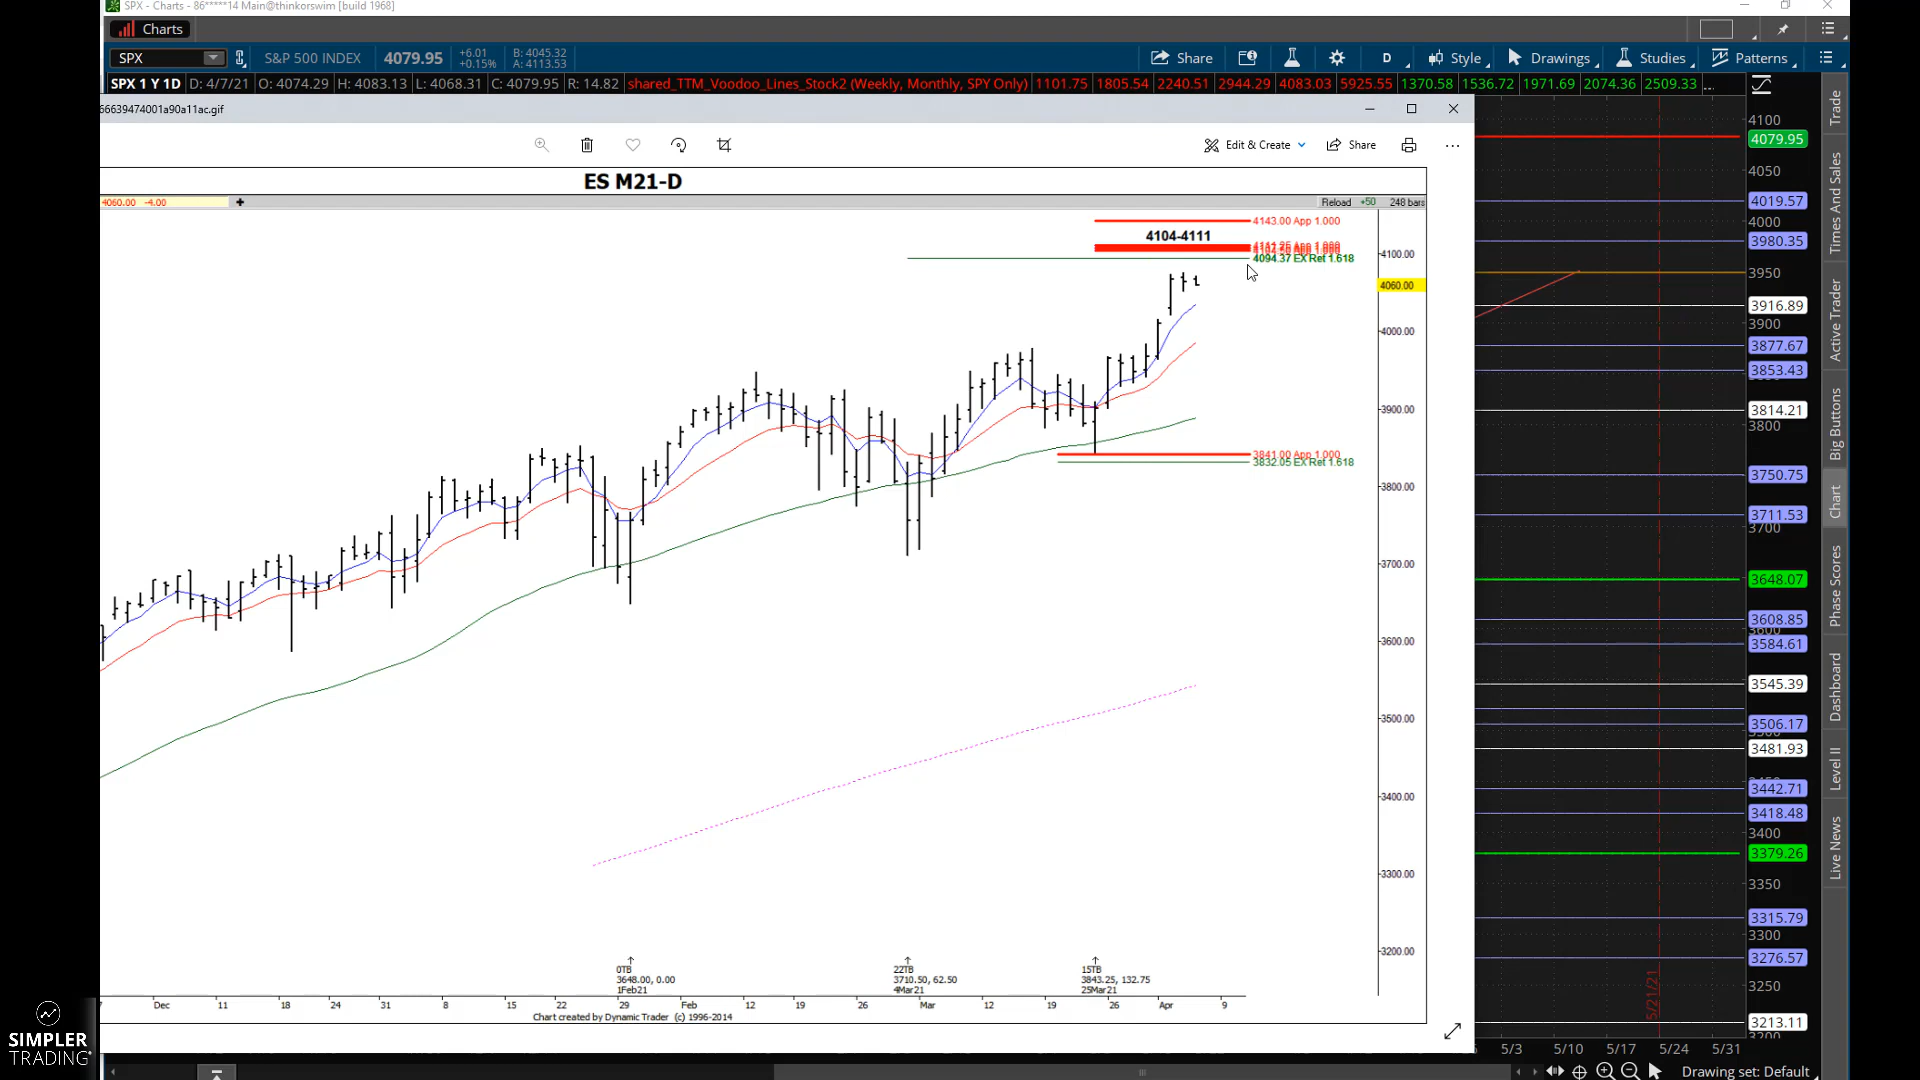 SPX - Charts - 86*****14 Main@thinkorswim [build 1968]
Charts
SPX S&P 500 INDEX 4079.95 +6.01 +0.15% B: 4045.32 A: 4113.53 Share D Style Drawings Studies Patterns
SPX 1 Y 1D D: 4/7/21 O: 4074.29 H: 4083.13 L: 4068.31 C: 4079.95 R: 14.82 shared_TTM_Voodoo_Lines_Stock2 (Weekly, Monthly, SPY Only) 1101.75 1805.54 2240.51 2944.29 4083.03 5925.55 1370.58 1536.72 1971.69 2074.36 2509.33 ...
66639474001a90a11ac.gif
Edit & Create Share
ES M21-D
4060.00 -4.00
Reload +50 248 bars
4143.00 App 1.000
4104-4111
4094.37 EX Ret 1.618
4100.00
4060.00
4000.00
3900.00
3841.00 App 1.000
3832.05 EX Ret 1.618
3800.00
3700.00
3600.00
3500.00
3400.00
3300.00
3200.00
0TB
3648.00, 0.00
1Feb21
22TB
3710.50, 62.50
4Mar21
15TB
3843.25, 132.75
25Mar21
Dec 11 18 24 31 8 15 22 29 Feb 12 19 26 Mar 12 19 26 Apr 9
Chart created by Dynamic Trader (c) 1996-2014
4100
4079.95
4050
4019.57
4000
3980.35
3950
3916.89
3900
3877.67
3853.43
3814.21
3800
3750.75
3711.53
3700
3648.07
3608.85
3584.61
3545.39
3506.17
3481.93
3442.71
3418.48
3400
3379.26
3350
3315.79
3300
3276.57
3250
3213.11
5/21/21
5/3 5/10 5/17 5/24 5/31
Drawing set: Default
Trade
Times And Sales
Active Trader
Big Buttons
Chart
Phase Scores
Dashboard
Level II
Live News
SIMPLER
TRADING